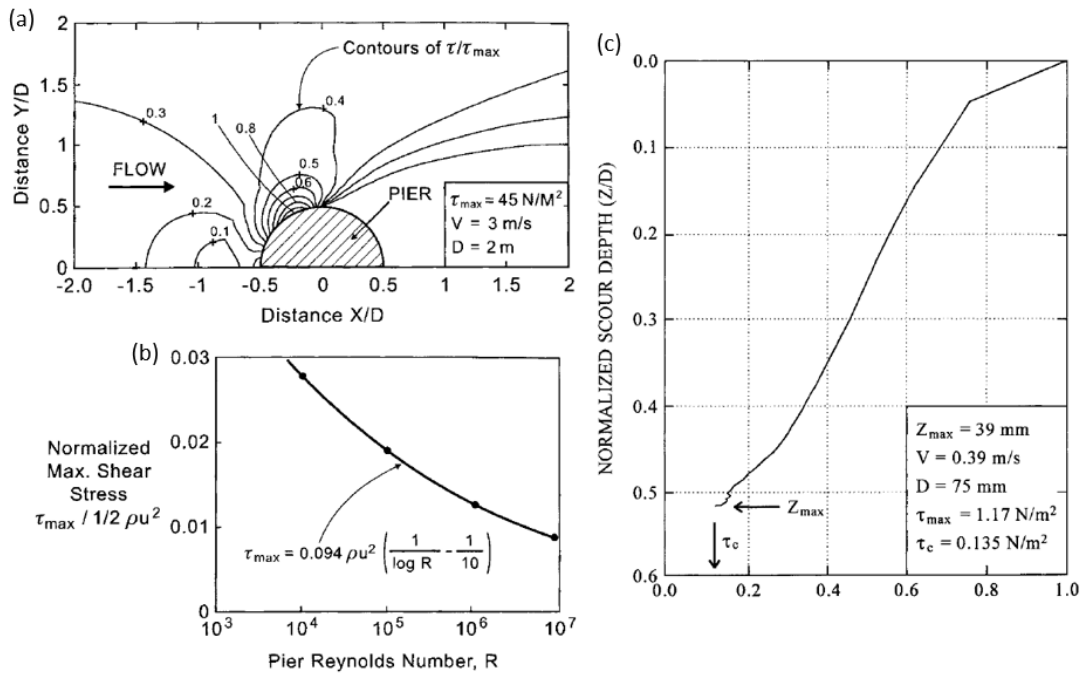 (a)
2
1.5
1
0.5
0
Distance Y/D
-2.0 -1.5 -1 -0.5 0 0.5 1 1.5 2
Distance X/D
Contours of τ/τmax
0.3
0.2
0.1
1
0.8
0.4
0.5
0.6
FLOW
PIER
τmax = 45 N/M²
V = 3 m/s
D = 2 m
(b)
0.03
0.02
0.01
0
Normalized
Max. Shear
Stress
τmax / 1/2 ρu²
τmax = 0.094 ρu² (1/log R - 1/10)
10³ 10⁴ 10⁵ 10⁶ 10⁷
Pier Reynolds Number, R
(c)
0.0
0.1
0.2
0.3
0.4
0.5
0.6
NORMALIZED SCOUR DEPTH (Z/D)
Zmax
τc
Zmax = 39 mm
V = 0.39 m/s
D = 75 mm
τmax = 1.17 N/m²
τc = 0.135 N/m²
0.0 0.2 0.4 0.6 0.8 1.0